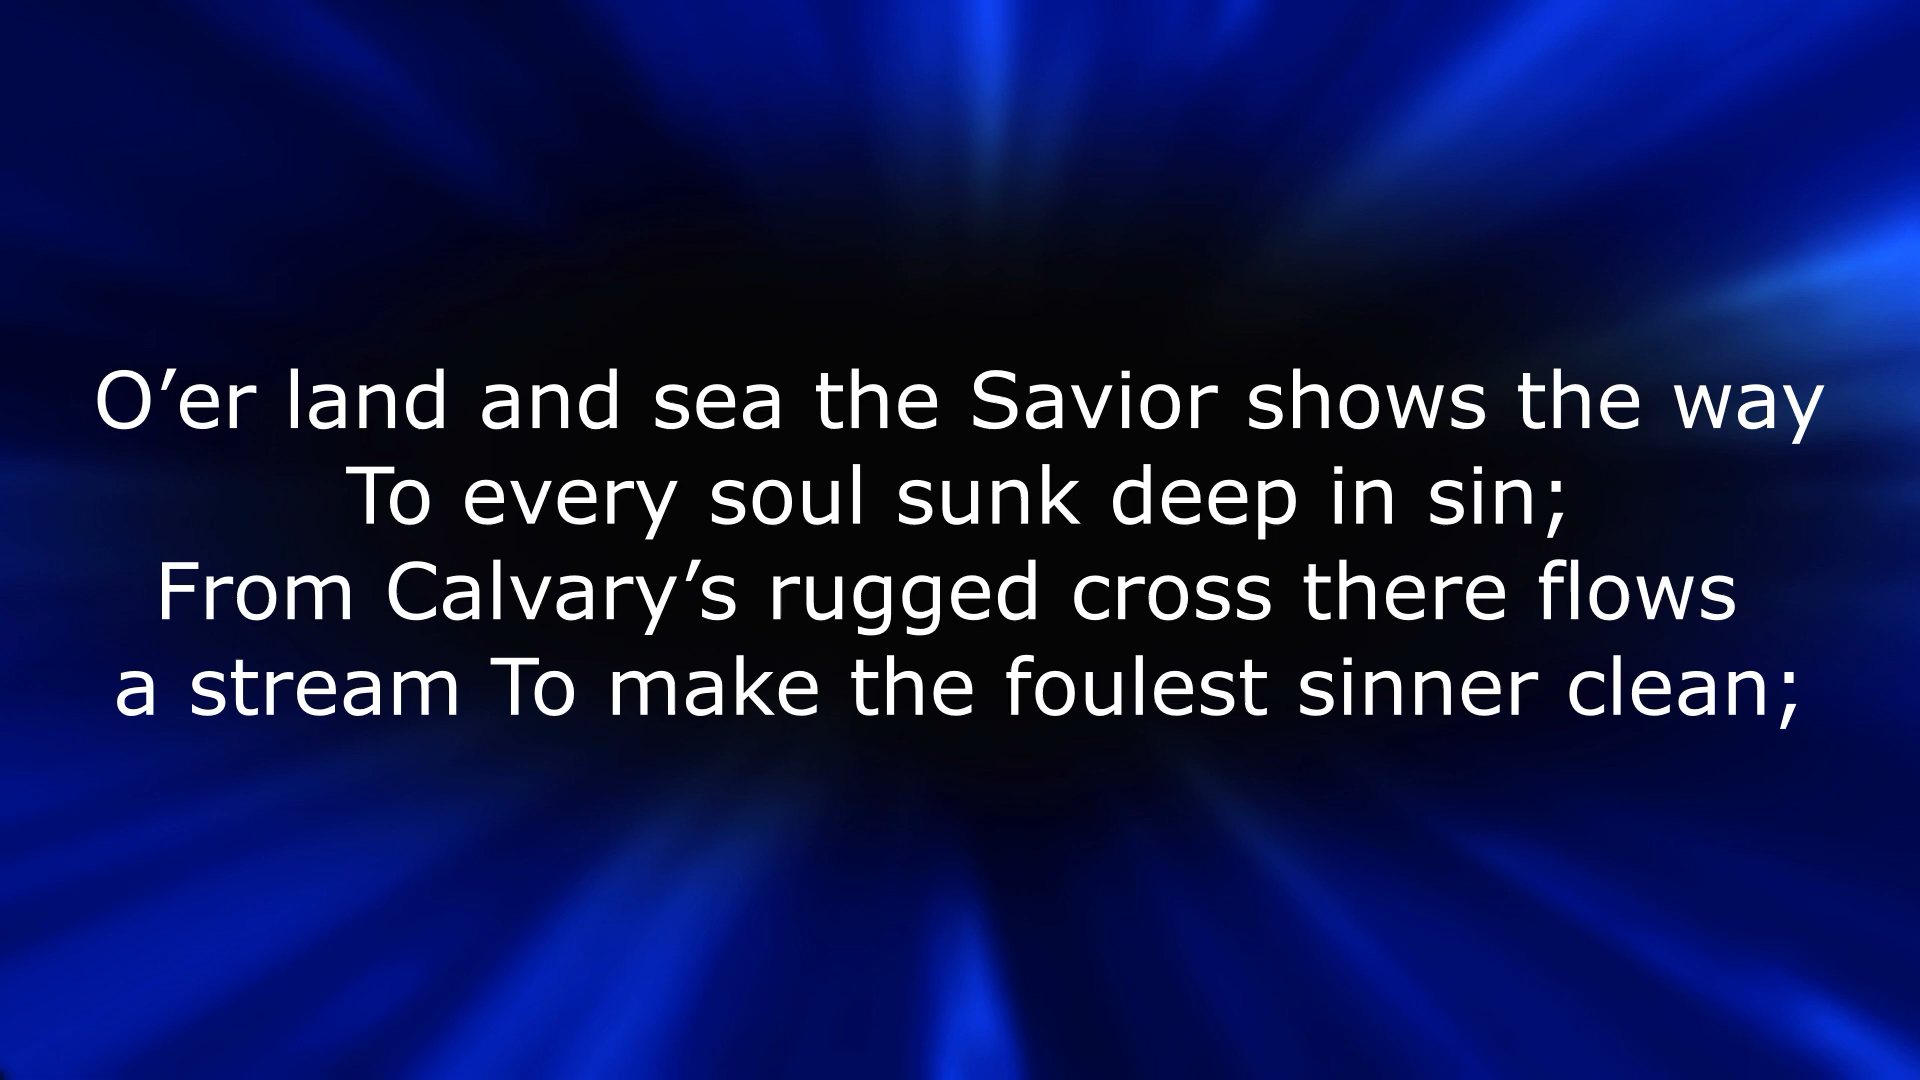 O’er land and sea the Savior shows the way
To every soul sunk deep in sin;
From Calvary’s rugged cross there flows
a stream To make the foulest sinner clean;